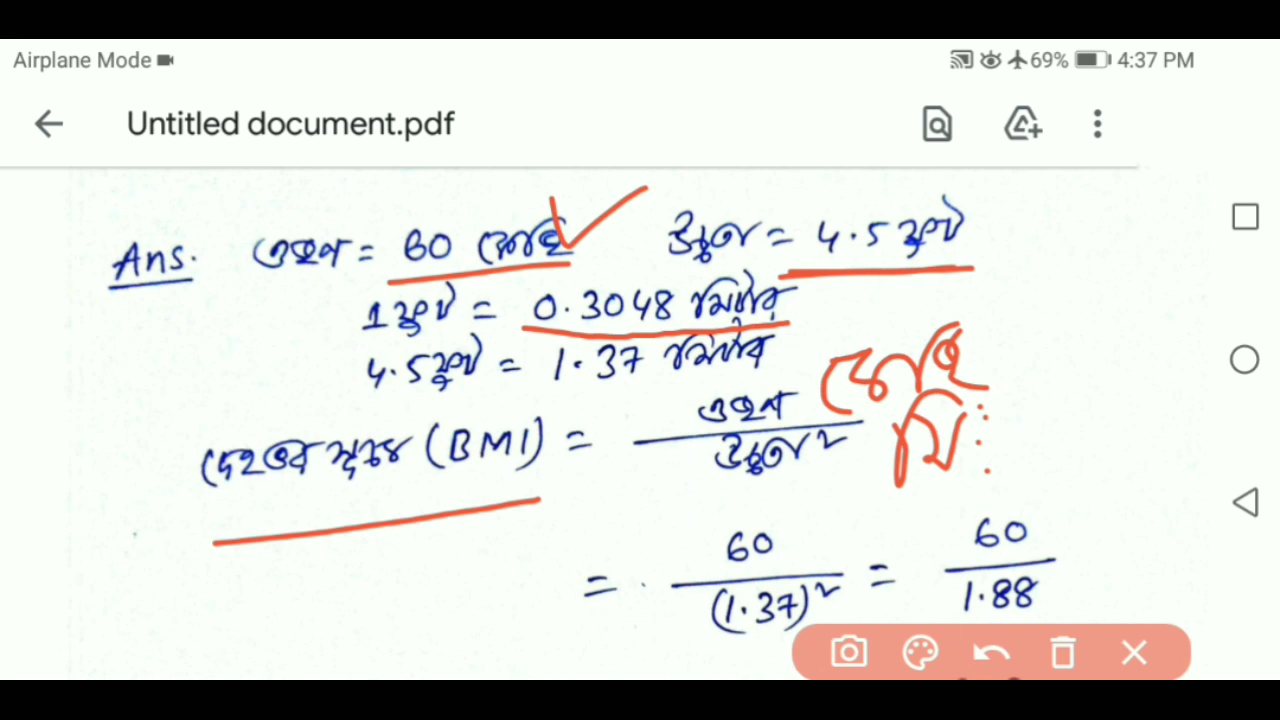 Airplane Mode 69% 4:37 PM
Untitled document.pdf
Ans. ওজন = 60 কেজি উচ্চতা = 4.5 ফুট
1 ফুট = 0.3048 মিটার
4.5 ফুট = 1.37 মিটার
দেহভর সূচক (BMI) = ওজন / উচ্চতা²
কেজি
মি:
= 60 / (1.37)² = 60 / 1.88